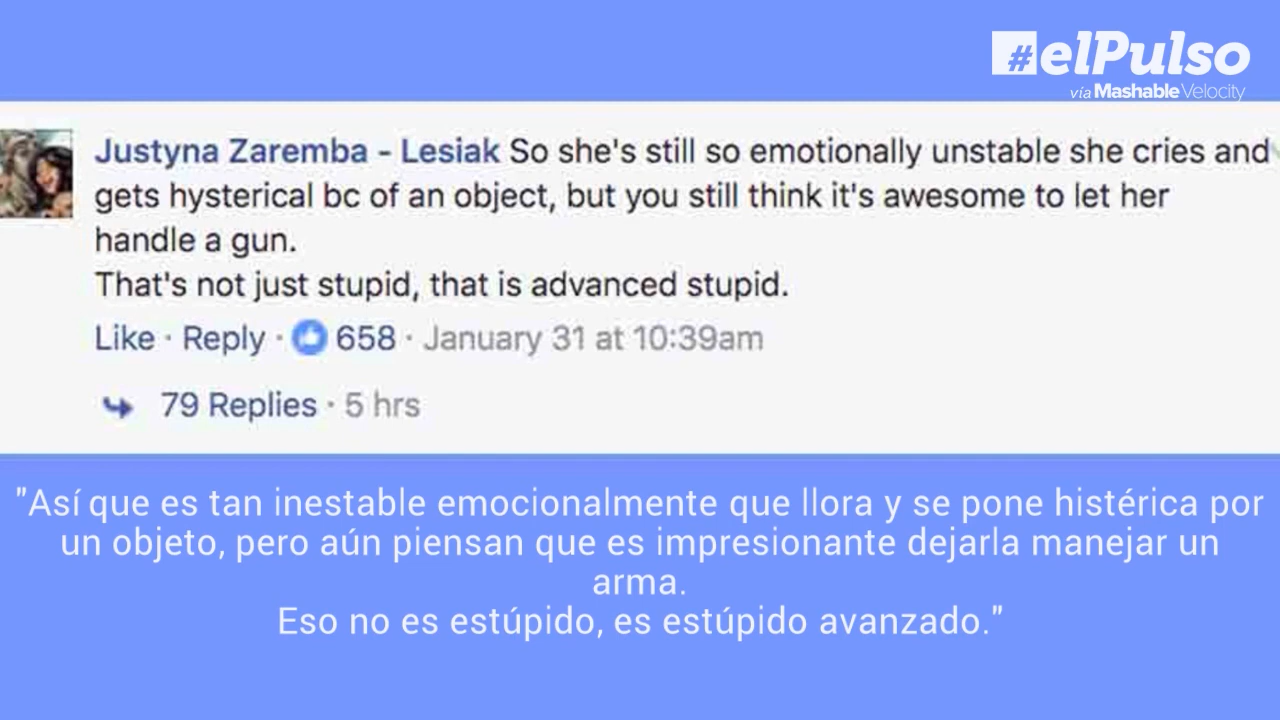 #elPulso
vía Mashable Velocity
Justyna Zaremba - Lesiak So she's still so emotionally unstable she cries and
gets hysterical bc of an object, but you still think it's awesome to let her
handle a gun.
That's not just stupid, that is advanced stupid.
Like · Reply · 658 · January 31 at 10:39am
79 Replies · 5 hrs
"Así que es tan inestable emocionalmente que llora y se pone histérica por
un objeto, pero aún piensan que es impresionante dejarla manejar un
arma.
Eso no es estúpido, es estúpido avanzado."